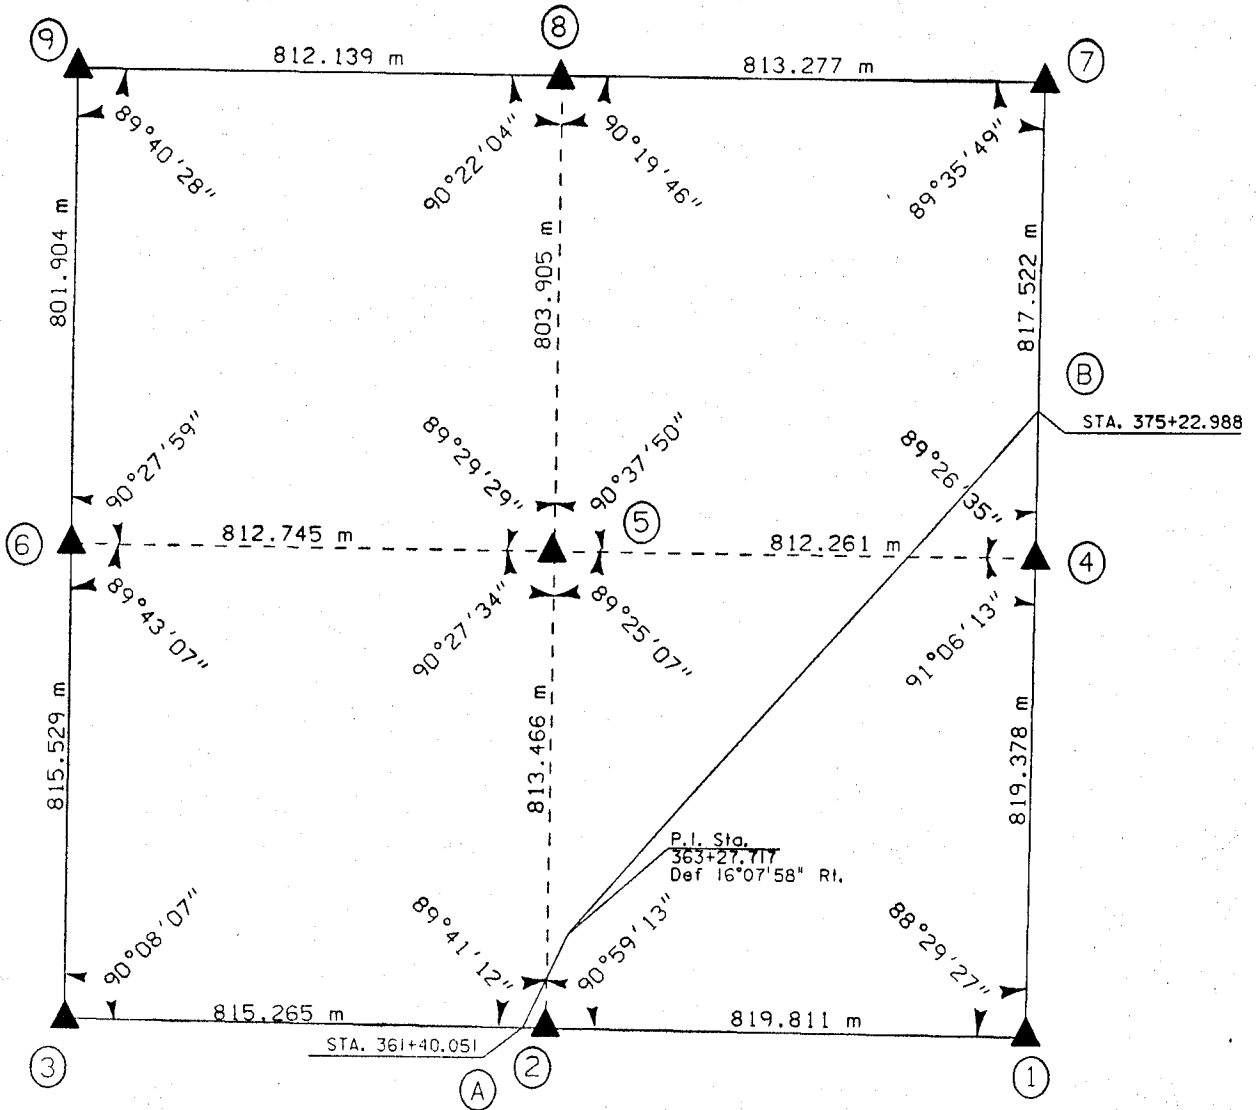 9
8
7
812.139 m
813.277 m
89°40'28"
90°22'04"
90°19'46"
89°35'49"
801.904 m
803.905 m
817.522 m
B
STA. 375+22.988
90°27'59"
89°29'29"
90°37'50"
89°26'35"
6
812.745 m
5
812.261 m
4
89°43'07"
90°27'34"
89°25'07"
91°06'13"
815.529 m
813.466 m
819.378 m
P.I. Sta.
363+27.717
Def 16°07'58" Rt.
90°08'07"
89°41'12"
90°59'13"
88°29'27"
815.265 m
819.811 m
STA. 361+40.051
3
A
2
1